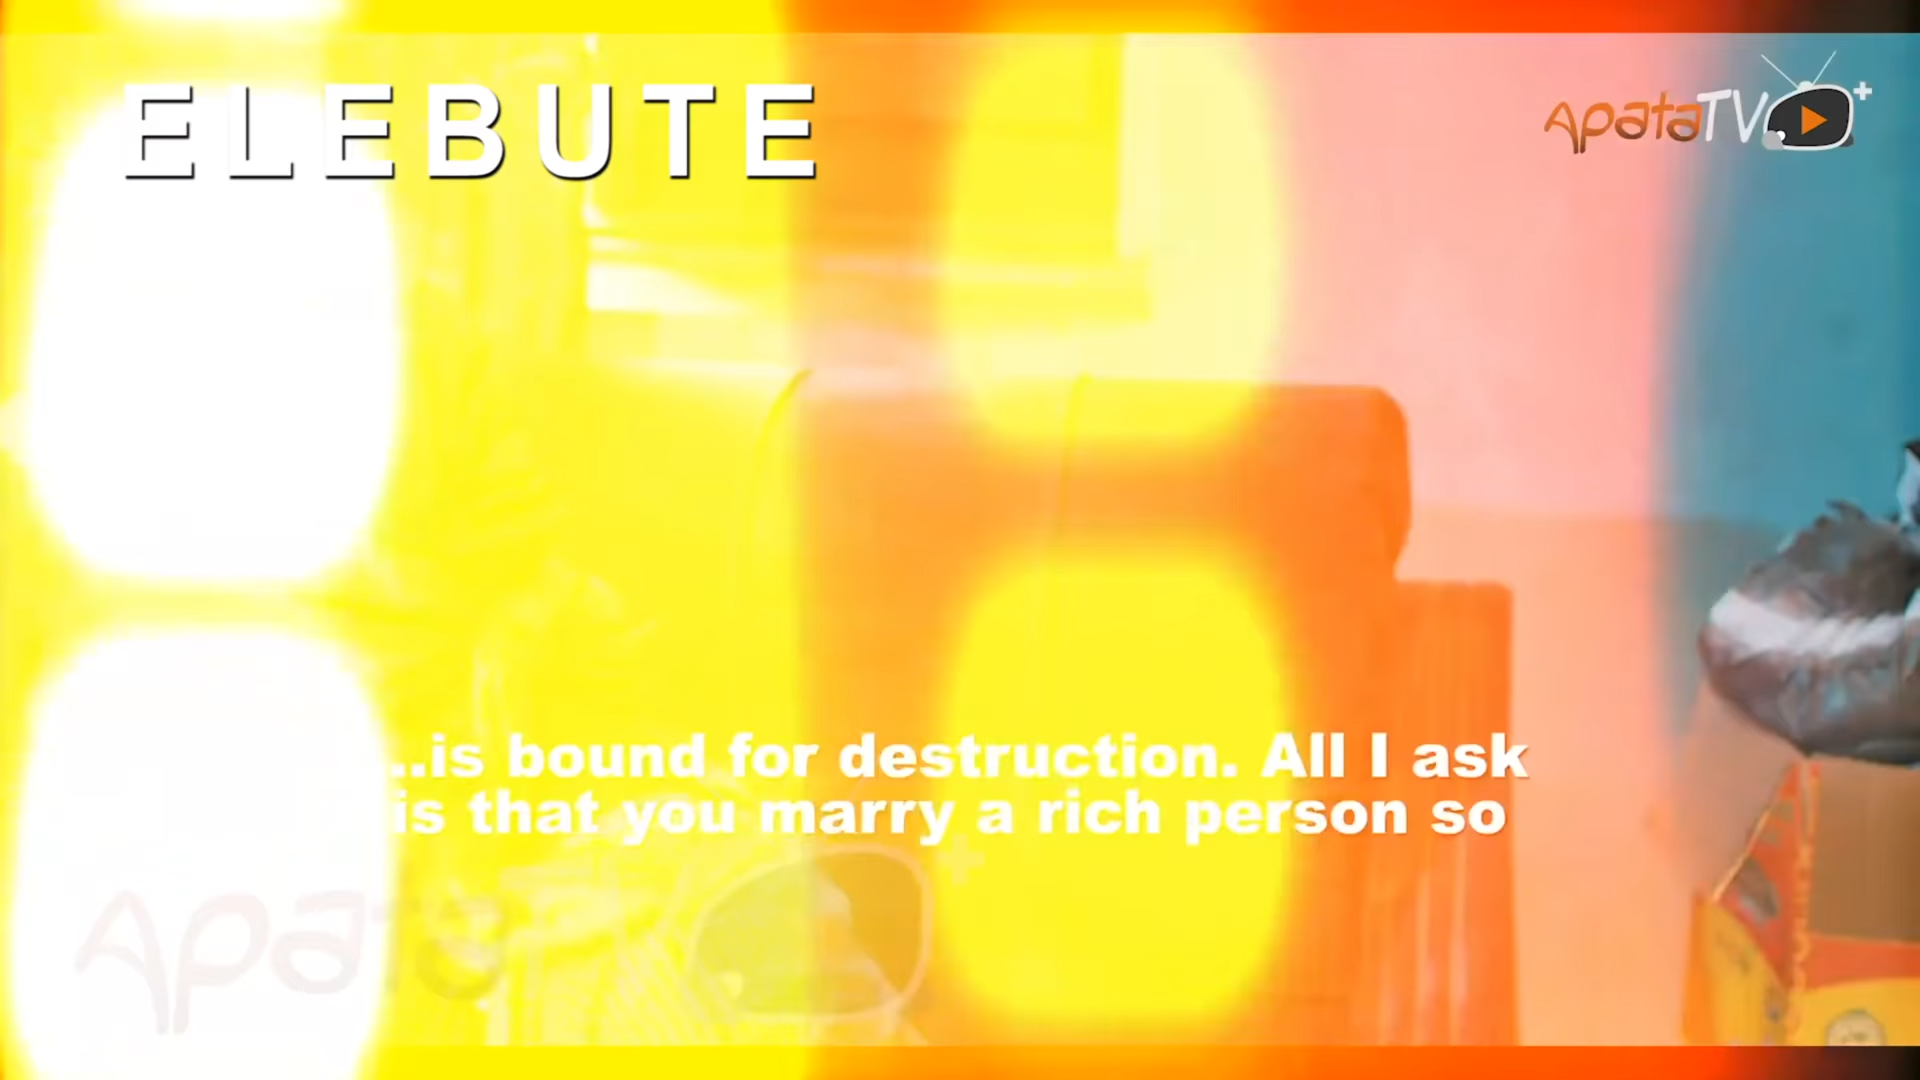 ELEBUTE
ApataTV+
..is bound for destruction. All I ask
is that you marry a rich person so
Apata